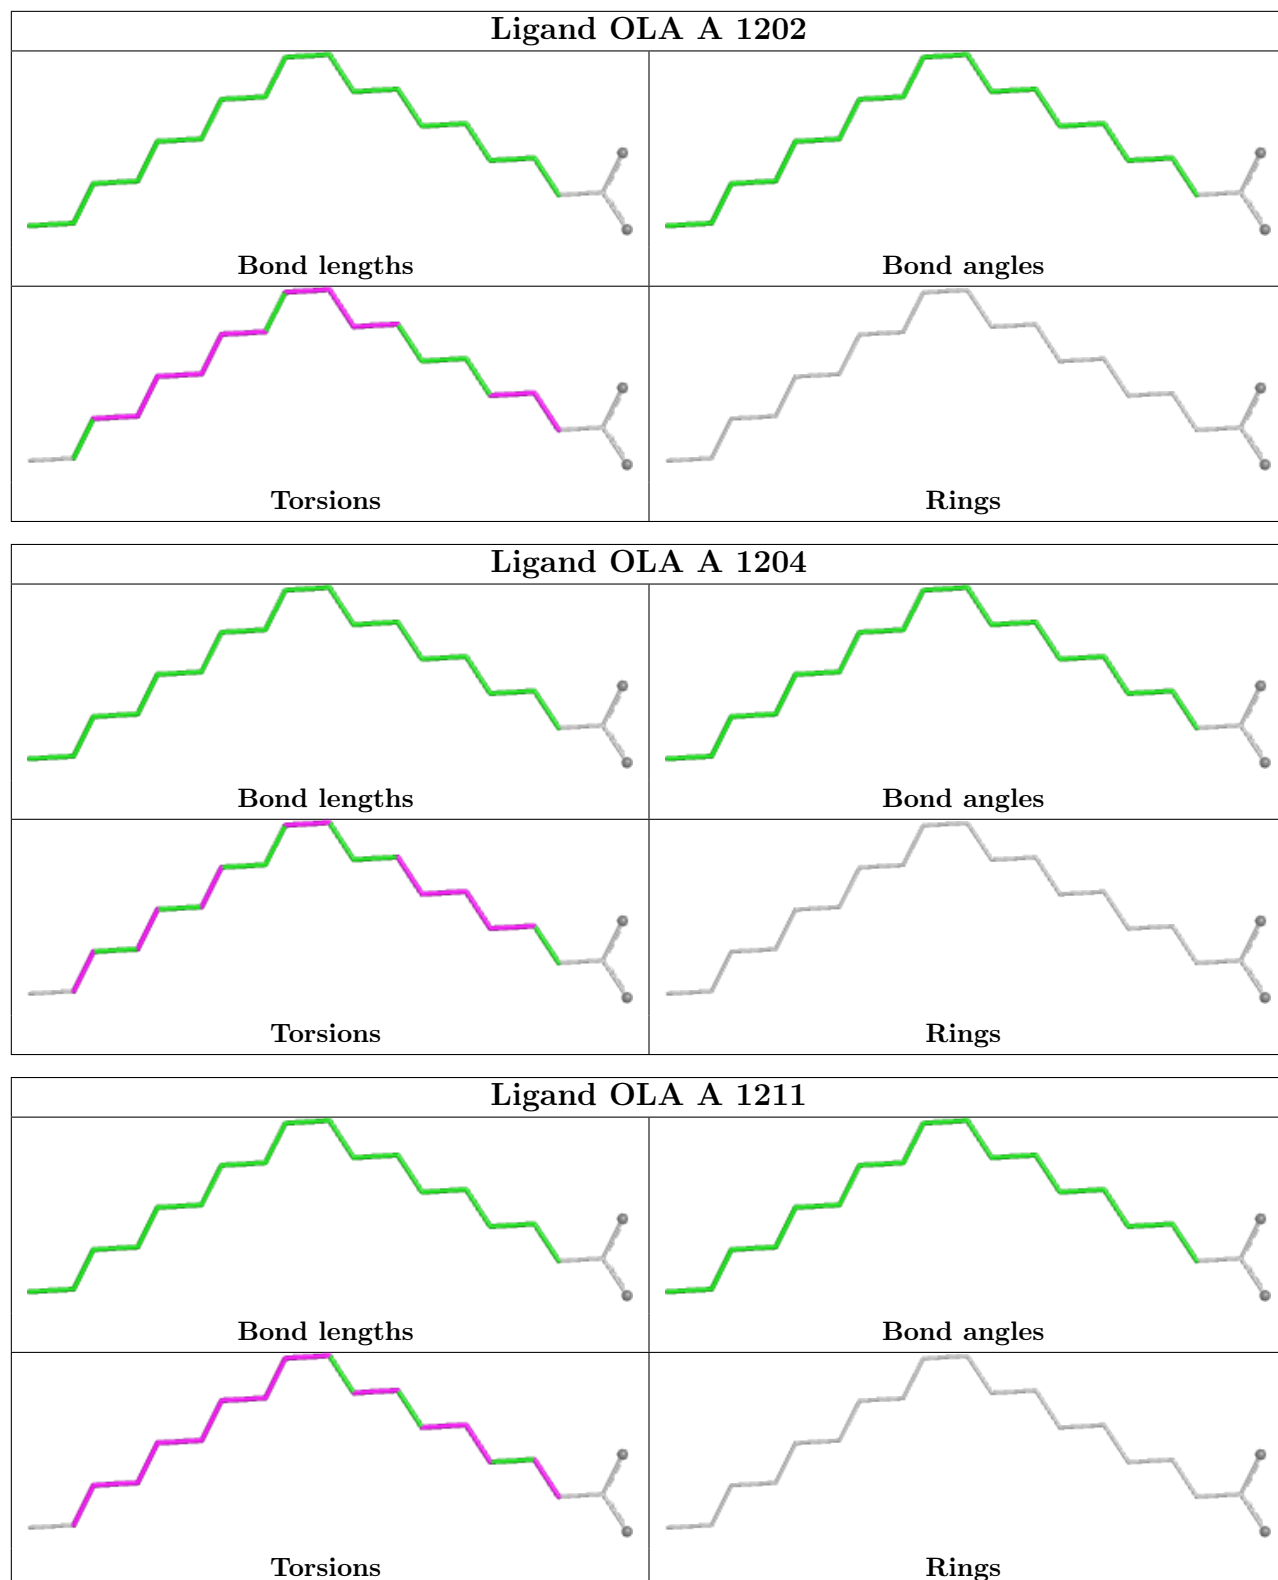 Ligand OLA A 1202
Bond lengths
Bond angles
Torsions
Rings
Ligand OLA A 1204
Bond lengths
Bond angles
Torsions
Rings
Ligand OLA A 1211
Bond lengths
Bond angles
Torsions
Rings